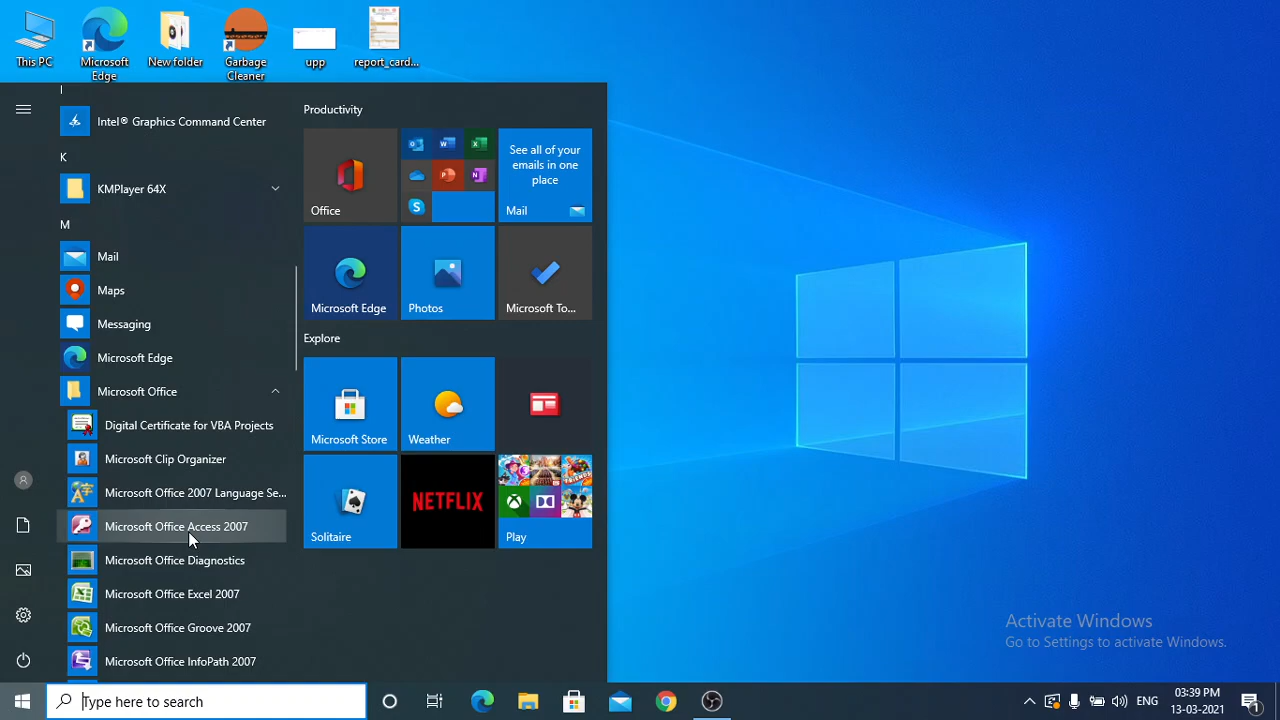 This PC
Microsoft
Edge
New folder
Garbage
Cleaner
upp
report_card...
I
Intel® Graphics Command Center
K
KMPlayer 64X
M
Mail
Maps
Messaging
Microsoft Edge
Microsoft Office
Digital Certificate for VBA Projects
Microsoft Clip Organizer
Microsoft Office 2007 Language Se...
Microsoft Office Access 2007
Microsoft Office Diagnostics
Microsoft Office Excel 2007
Microsoft Office Groove 2007
Microsoft Office InfoPath 2007
Productivity
Office
See all of your
emails in one
place
Mail
Microsoft Edge
Photos
Microsoft To...
Explore
Microsoft Store
Weather
Solitaire
NETFLIX
Play
Activate Windows
Go to Settings to activate Windows.
Type here to search
ENG
03:39 PM
13-03-2021
1